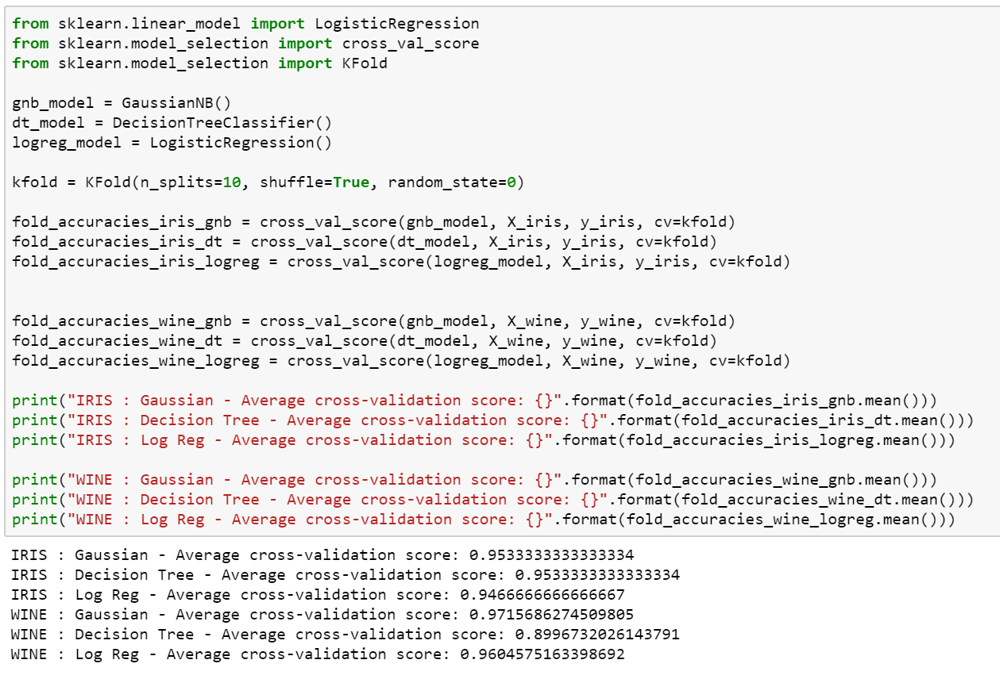 from sklearn.linear_model import LogisticRegression
from sklearn.model_selection import cross_val_score
from sklearn.model_selection import KFold
gnb_model = GaussianNB()
dt_model = DecisionTreeClassifier()
logreg_model = LogisticRegression()
kfold = KFold(n_splits=10, shuffle=True, random_state=0)
fold_accuracies_iris_gnb = cross_val_score(gnb_model, X_iris, y_iris, cv=kfold)
fold_accuracies_iris_dt = cross_val_score(dt_model, X_iris, y_iris, cv=kfold)
fold_accuracies_iris_logreg = cross_val_score(logreg_model, X_iris, y_iris, cv=kfold)
fold_accuracies_wine_gnb = cross_val_score(gnb_model, X_wine, y_wine, cv=kfold)
fold_accuracies_wine_dt = cross_val_score(dt_model, X_wine, y_wine, cv=kfold)
fold_accuracies_wine_logreg = cross_val_score(logreg_model, X_wine, y_wine, cv=kfold)
print("IRIS : Gaussian - Average cross-validation score: {}".format(fold_accuracies_iris_gnb.mean()))
print("IRIS : Decision Tree - Average cross-validation score: {}".format(fold_accuracies_iris_dt.mean()))
print("IRIS : Log Reg - Average cross-validation score: {}".format(fold_accuracies_iris_logreg.mean()))
print("WINE : Gaussian - Average cross-validation score: {}".format(fold_accuracies_wine_gnb.mean()))
print("WINE : Decision Tree - Average cross-validation score: {}".format(fold_accuracies_wine_dt.mean()))
print("WINE : Log Reg - Average cross-validation score: {}".format(fold_accuracies_wine_logreg.mean()))
IRIS : Gaussian - Average cross-validation score: 0.9533333333333334
IRIS : Decision Tree - Average cross-validation score: 0.9533333333333334
IRIS : Log Reg - Average cross-validation score: 0.9466666666666667
WINE : Gaussian - Average cross-validation score: 0.9715686274509805
WINE : Decision Tree - Average cross-validation score: 0.8996732026143791
WINE : Log Reg - Average cross-validation score: 0.9604575163398692